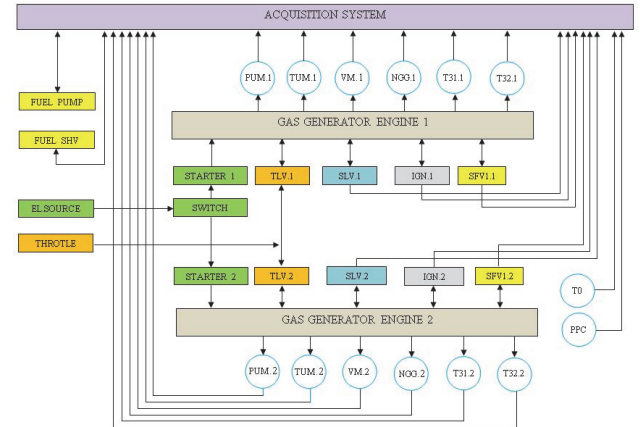 ACQUISITION SYSTEM
PUM.1 TUM.1 VM.1 NGG.1 T31.1 T32.1
FUEL PUMP
GAS GENERATOR ENGINE 1
FUEL SHV
STARTER 1 TLV.1 SLV.1 IGN.1 SFV1.1
EL.SOURCE SWITCH
THROTLE
STARTER 2 TLV.2 SLV.2 IGN.2 SFV1.2
T0
GAS GENERATOR ENGINE 2
PPC
PUM.2 TUM.2 VM.2 NGG.2 T31.2 T32.2